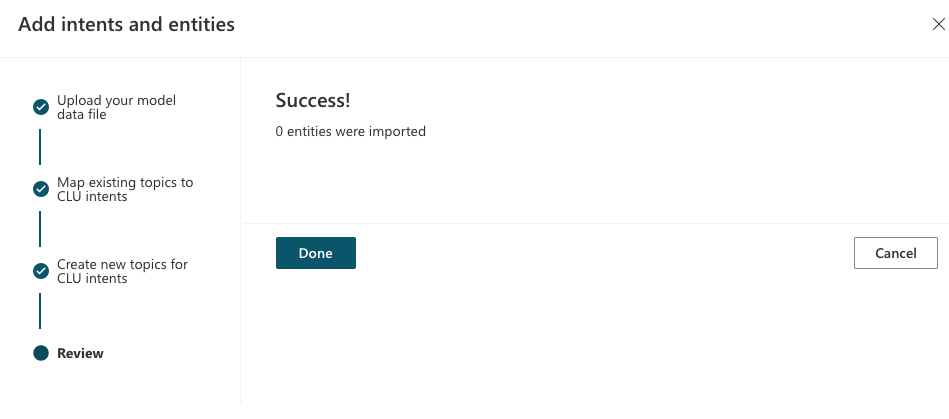 Add intents and entities
Upload your model
data file
Map existing topics to
CLU intents
Create new topics for
CLU intents
Review
Success!
0 entities were imported
Done
Cancel